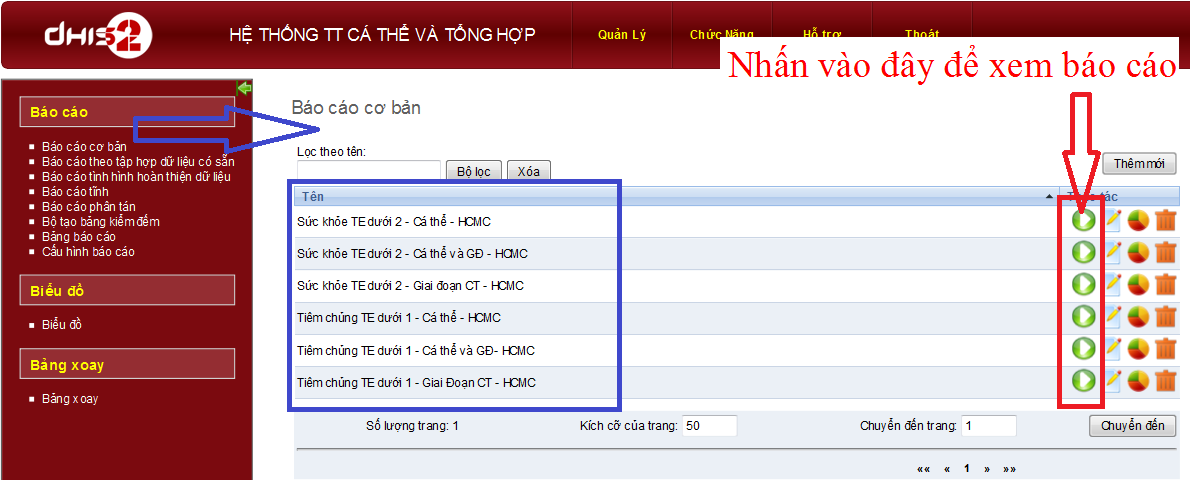 dHIS2
HỆ THỐNG TT CÁ THỂ VÀ TỔNG HỢP
Quản Lý
Chức Năng
Hỗ trợ
Thoát
Nhấn vào đây để xem báo cáo
Báo cáo
Báo cáo cơ bản
Báo cáo theo tập hợp dữ liệu có sẵn
Báo cáo tình hình hoàn thiện dữ liệu
Báo cáo tĩnh
Báo cáo phân tán
Bộ tạo bảng kiểm đếm
Bảng báo cáo
Cấu hình báo cáo
Biểu đồ
Biểu đồ
Bảng xoay
Bảng xoay
Báo cáo cơ bản
Lọc theo tên:
Bộ lọc
Xóa
Thêm mới
Tên
tác
Sức khỏe TE dưới 2 - Cá thể - HCMC
Sức khỏe TE dưới 2 - Cá thể và GĐ - HCMC
Sức khỏe TE dưới 2 - Giai đoạn CT - HCMC
Tiêm chủng TE dưới 1 - Cá thể - HCMC
Tiêm chủng TE dưới 1 - Cá thể và GĐ- HCMC
Tiêm chủng TE dưới 1 - Giai Đoạn CT - HCMC
Số lượng trang: 1
Kích cỡ của trang: 50
Chuyển đến trang: 1
Chuyển đến
«« « 1 » »»